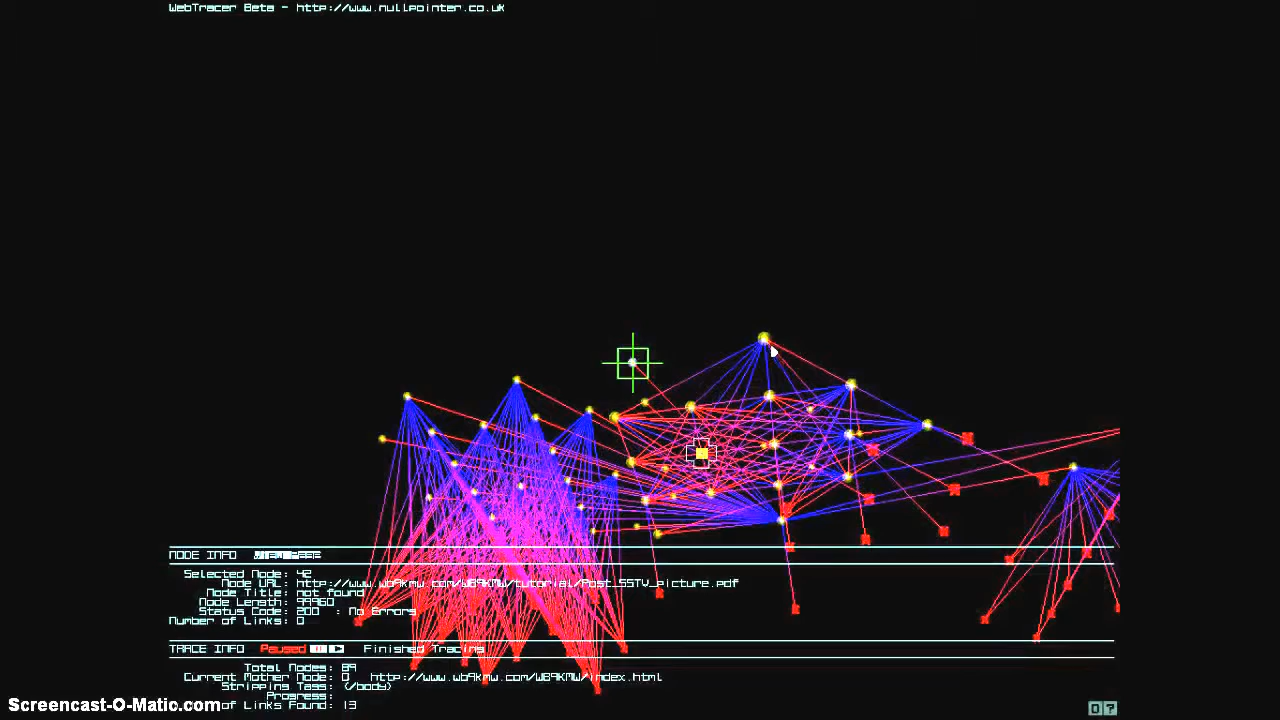 WebTracer Beta - http://www.nullpointer.co.uk
NODE INFO
Selected Node: 42
Node URL: http://www.wb9kmw.com/WB9KMW/tutorial/Post_SSTV_picture.pdf
Node Title: not found
Node Length: 99960
Status Code: 200 : No Errors
Number of Links: 0
TRACE INFO Paused Finished Tracing
Total Nodes: 89
Current Mother Node: 0 http://www.wb9kmw.com/WB9KMW/index.html
Stripping Tags: (/body)
Progress:
of Links Found: 13
Screencast-O-Matic.com
0?